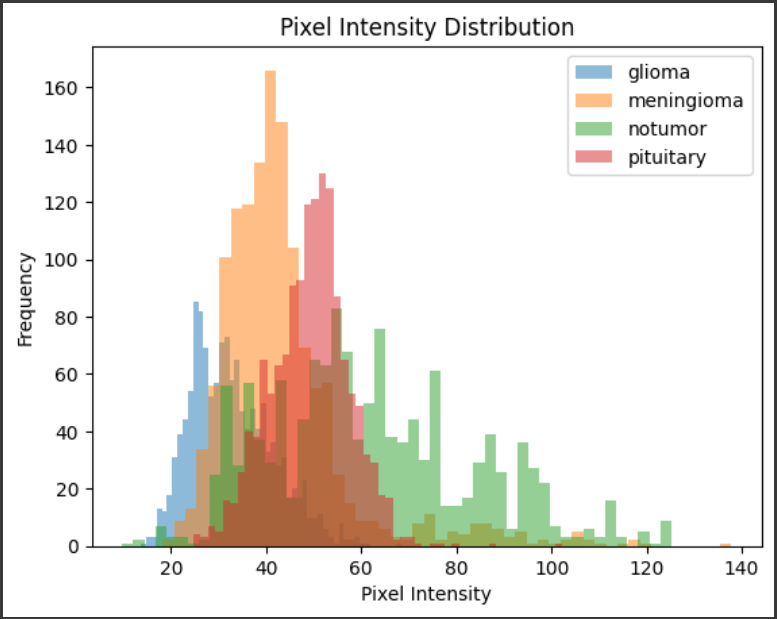 Pixel Intensity Distribution
glioma
meningioma
notumor
pituitary
160
140
120
100
80
60
40
20
0
Frequency
20 40 60 80 100 120 140
Pixel Intensity